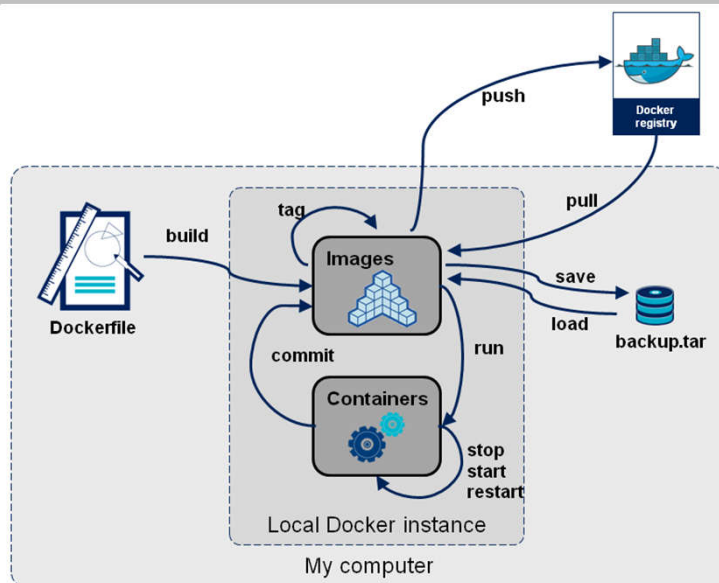 push
Docker
registry
pull
tag
build
Images
save
load
Dockerfile
backup.tar
commit
run
Containers
stop
start
restart
Local Docker instance
My computer